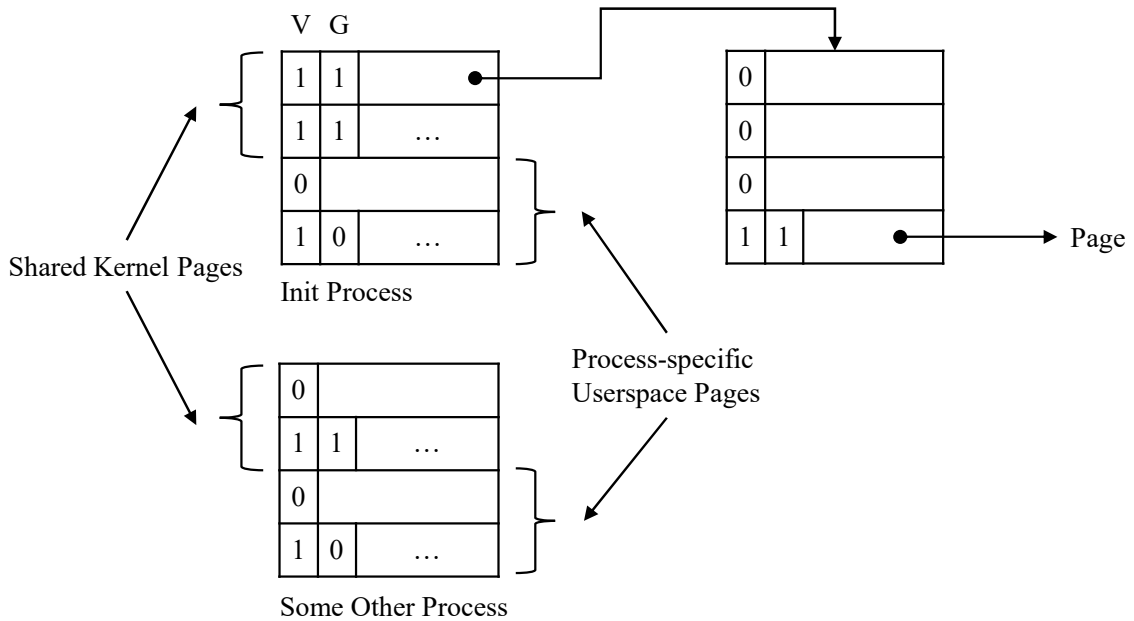 V G
1 1
1 1 …
0
1 0 …
Init Process
0
0
0
1 1
Page
Shared Kernel Pages
Process-specific
Userspace Pages
0
1 1 …
0
1 0 …
Some Other Process